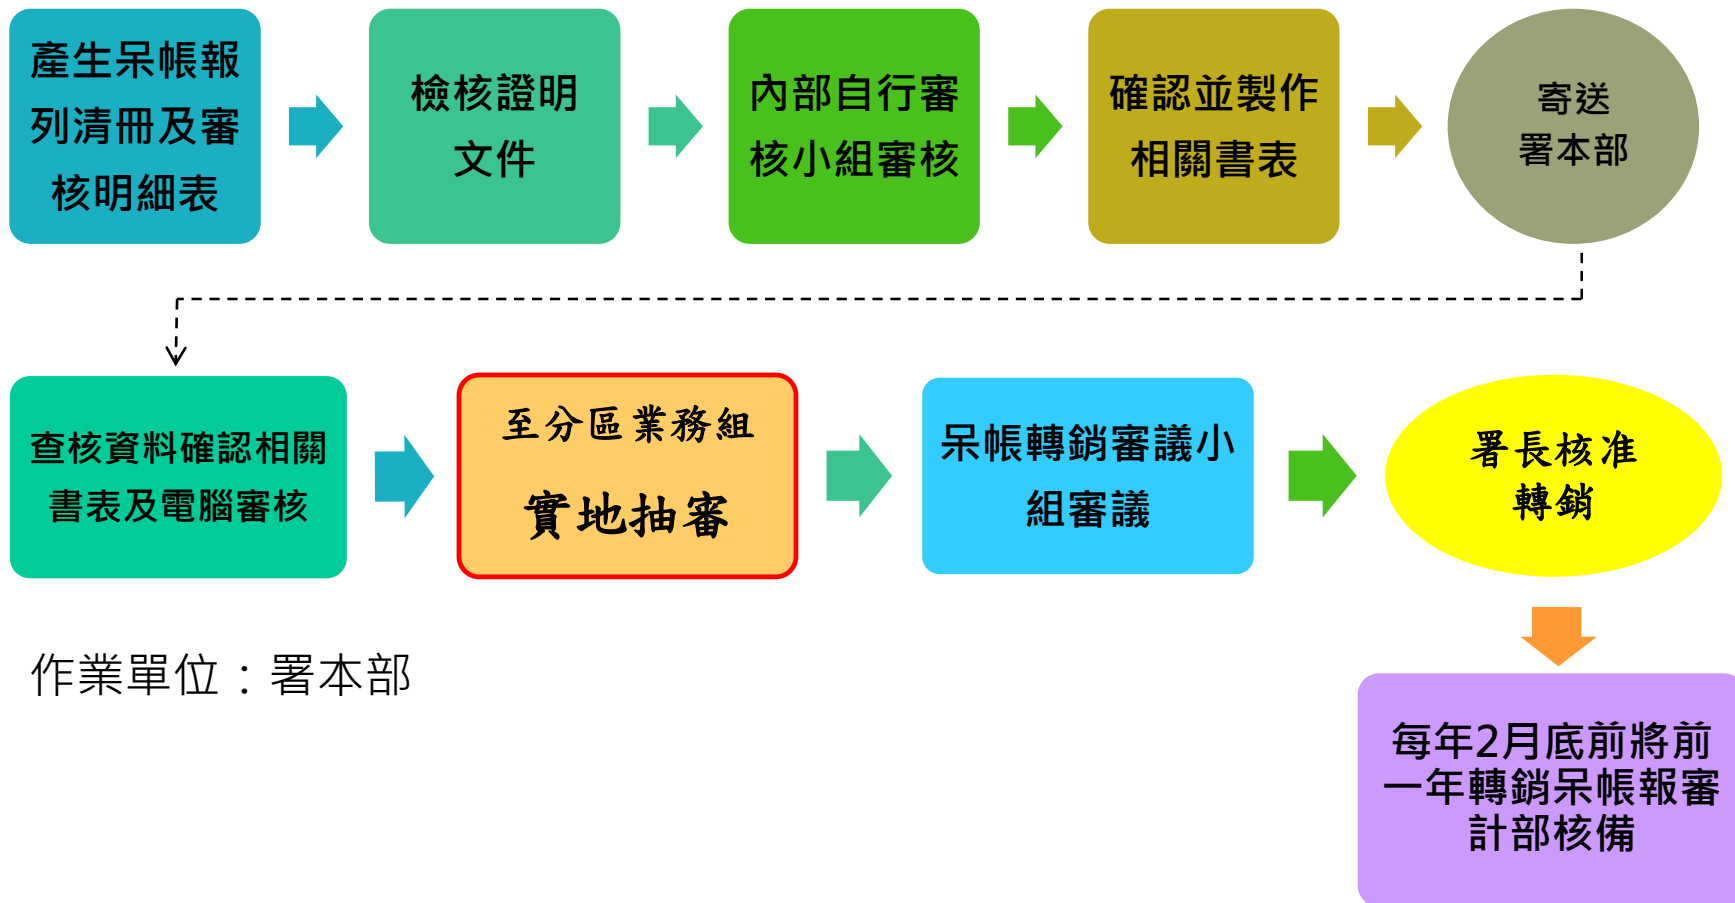 產生呆帳報
列清冊及審
核明細表
檢核證明
文件
內部自行審
核小組審核
確認並製作
相關書表
寄送
署本部
查核資料確認相關
書表及電腦審核
至分區業務組
實地抽審
呆帳轉銷審議小
組審議
署長核准
轉銷
作業單位：署本部
每年2月底前將前
一年轉銷呆帳報審
計部核備